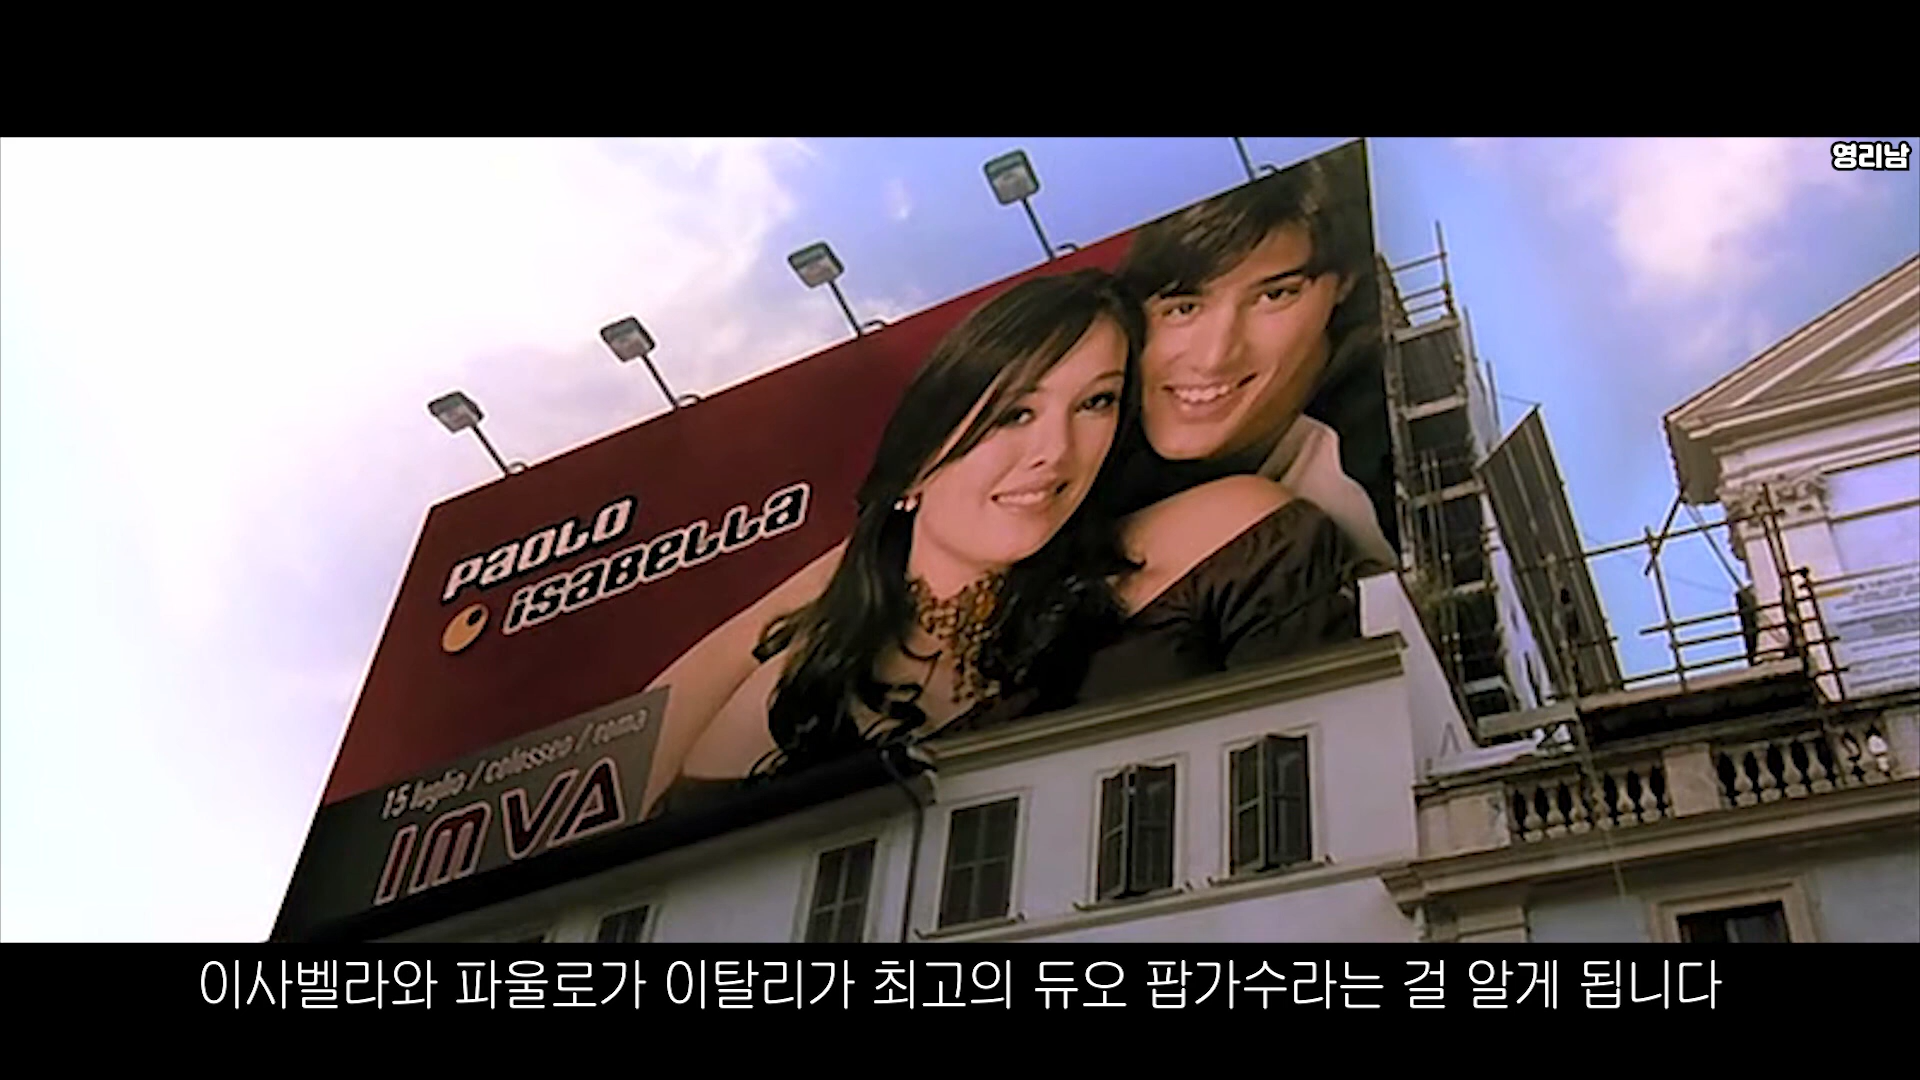 영리남
PAOLO
ISABELLA
15 luglio / colosseo / roma
IMVA
이사벨라와 파울로가 이탈리가 최고의 듀오 팝가수라는 걸 알게 됩니다